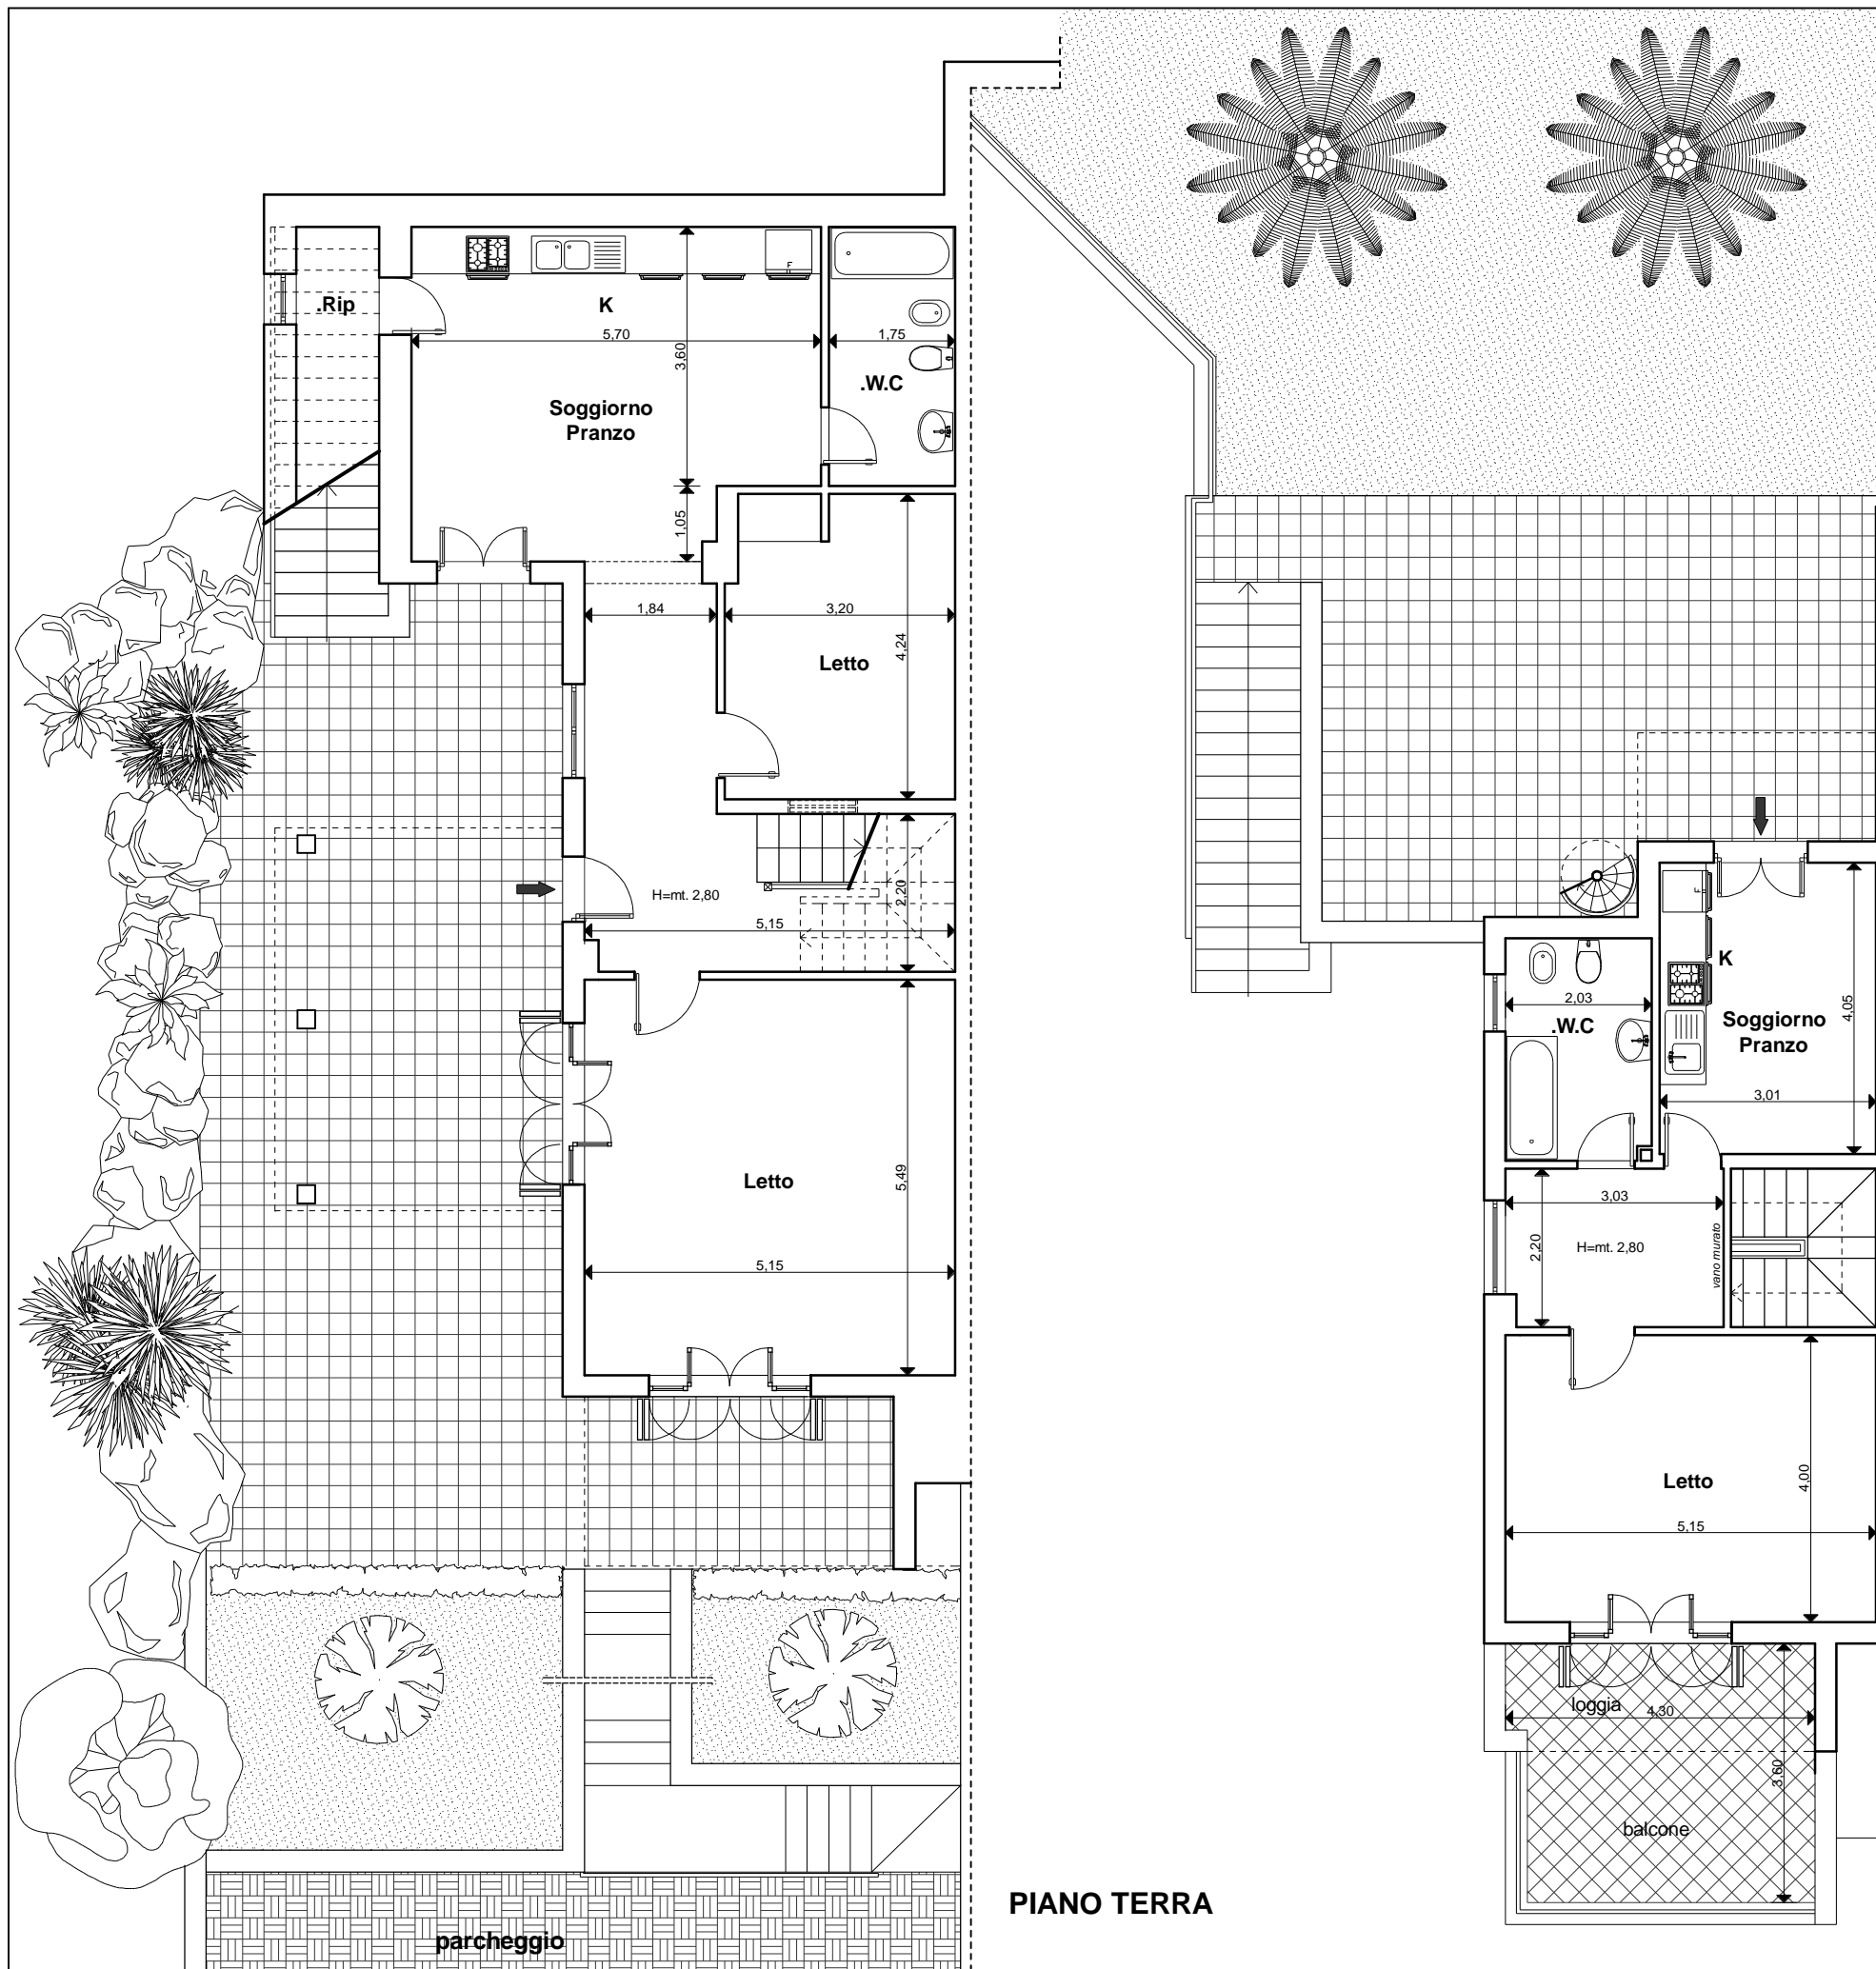 .Rip
K
5,70
3,60
1,75
.W.C
Soggiorno
Pranzo
1,05
1,84
3,20
4,24
Letto
H=mt. 2,80
2,20
5,15
Letto
5,49
5,15
parcheggio
PIANO TERRA
F
F
K
2,03
.W.C
Soggiorno
Pranzo
4,05
3,01
3,03
2,20
H=mt. 2,80
vano murato
Letto
4,00
5,15
loggia
4,30
3,60
balcone